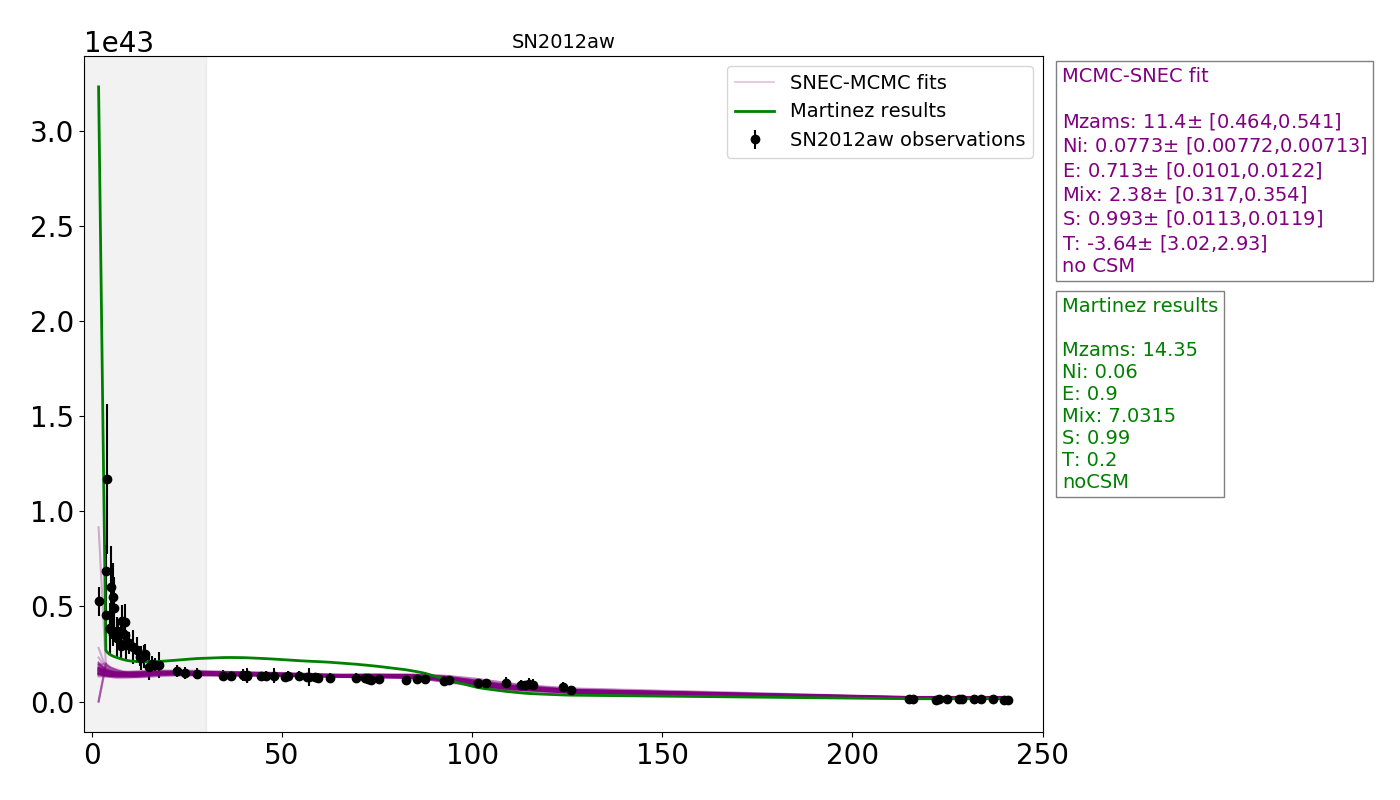 1e43
SN2012aw
SNEC-MCMC fits
Martinez results
SN2012aw observations
3.0
2.5
2.0
1.5
1.0
0.5
0.0
0
50
100
150
200
250
MCMC-SNEC fit
Mzams: 11.4± [0.464,0.541]
Ni: 0.0773± [0.00772,0.00713]
E: 0.713± [0.0101,0.0122]
Mix: 2.38± [0.317,0.354]
S: 0.993± [0.0113,0.0119]
T: -3.64± [3.02,2.93]
no CSM
Martinez results
Mzams: 14.35
Ni: 0.06
E: 0.9
Mix: 7.0315
S: 0.99
T: 0.2
noCSM